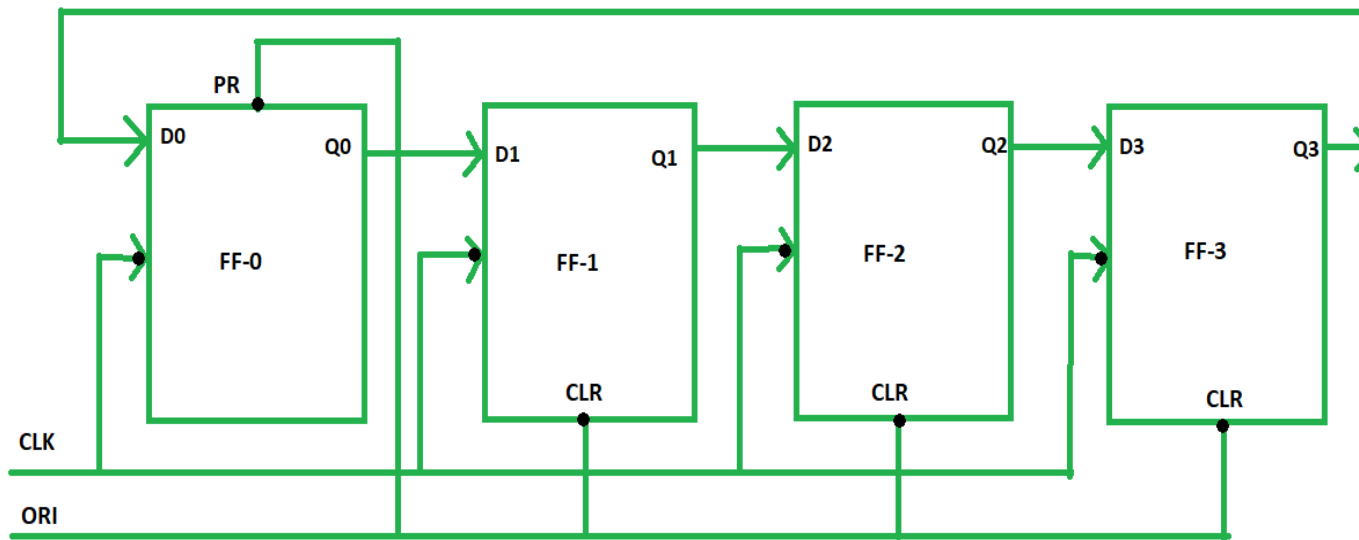 PR
D0
Q0
D1
Q1
D2
Q2
D3
Q3
FF-0
FF-1
FF-2
FF-3
CLR
CLR
CLR
CLK
ORI